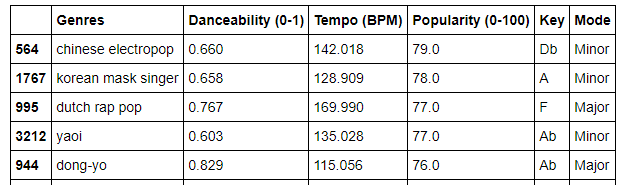 Genres Danceability (0-1) Tempo (BPM) Popularity (0-100) Key Mode
564 chinese electropop 0.660 142.018 79.0 Db Minor
1767 korean mask singer 0.658 128.909 78.0 A Minor
995 dutch rap pop 0.767 169.990 77.0 F Major
3212 yaoi 0.603 135.028 77.0 Ab Minor
944 dong-yo 0.829 115.056 76.0 Ab Major